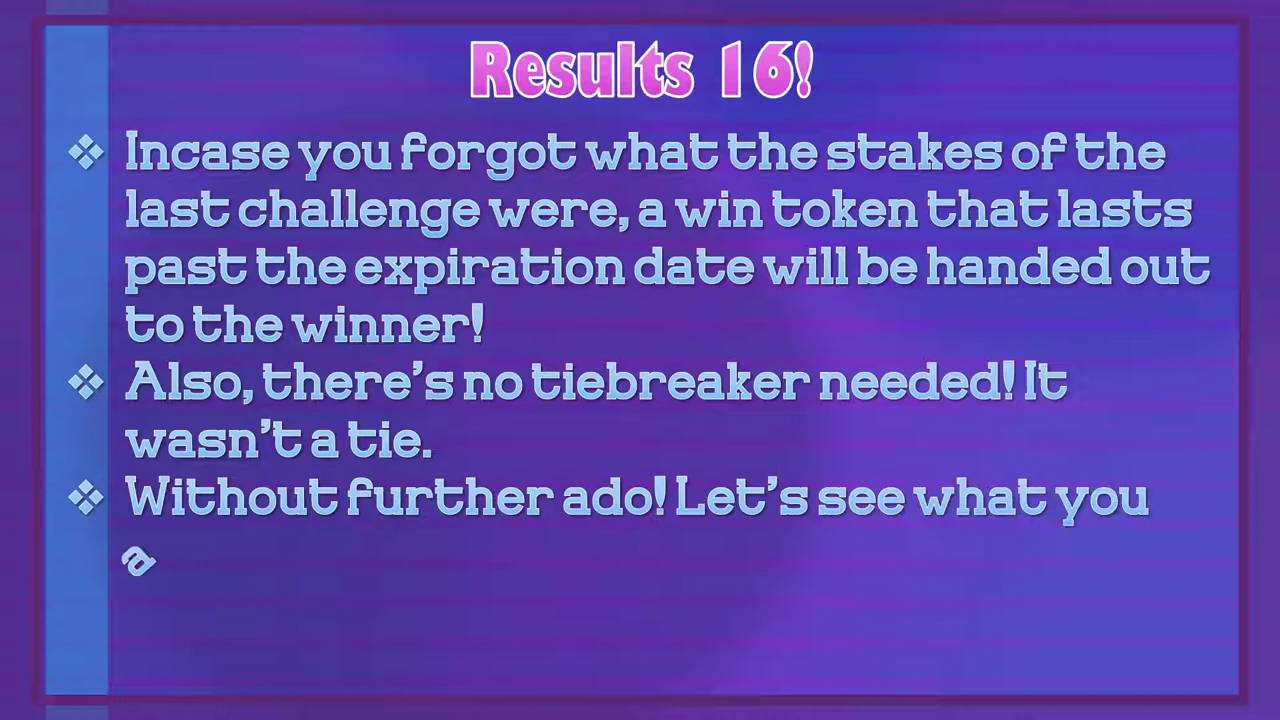 Results 16!
❖ Incase you forgot what the stakes of the
last challenge were, a win token that lasts
past the expiration date will be handed out
to the winner!
❖ Also, there’s no tiebreaker needed! It
wasn’t a tie.
❖ Without further ado! Let’s see what you
a